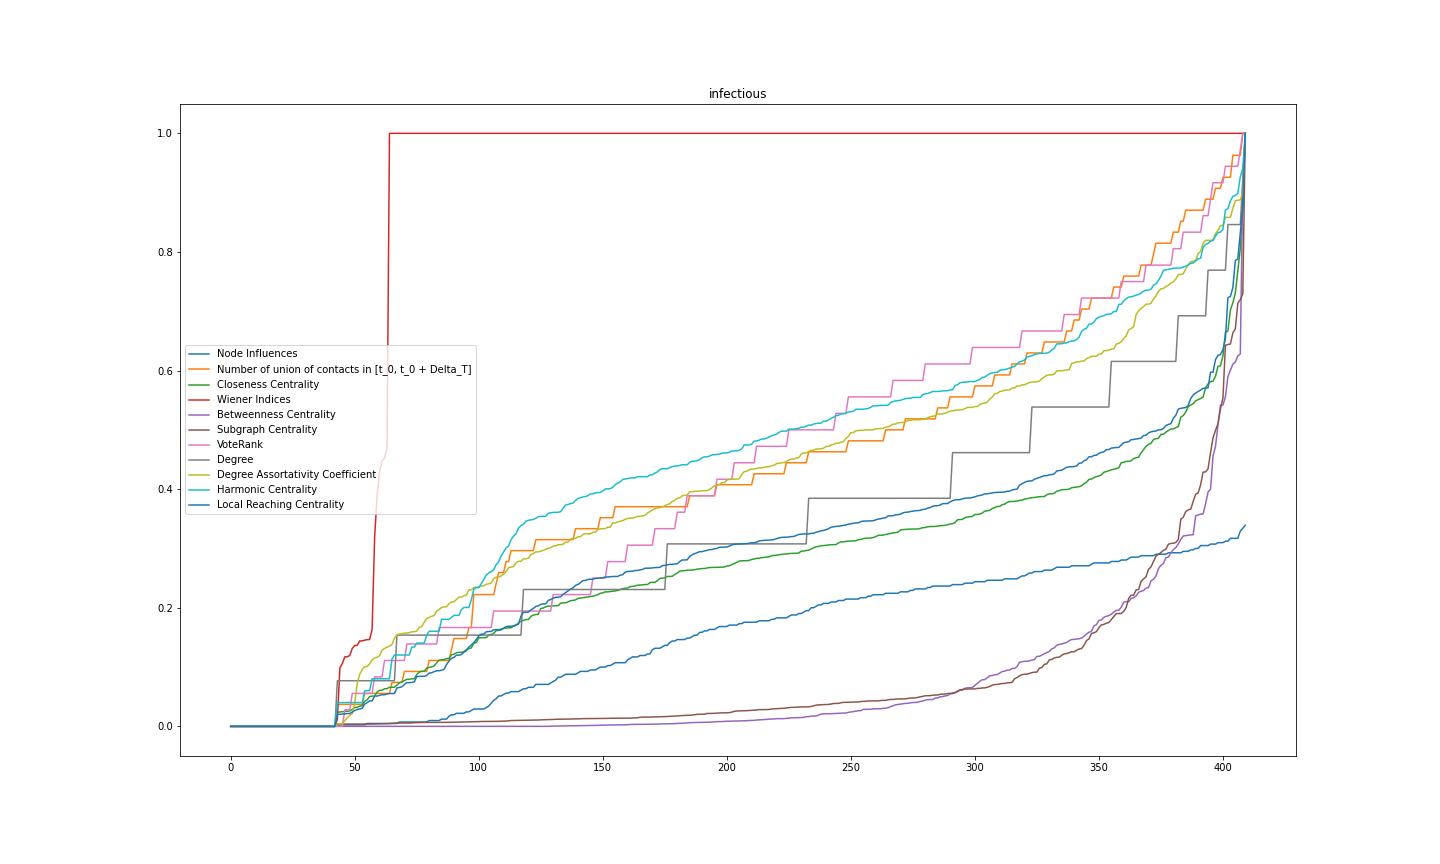 infectious
1.0
0.8
0.6
0.4
0.2
0.0
Node Influences
Number of union of contacts in [t_0, t_0 + Delta_T]
Closeness Centrality
Wiener Indices
Betweenness Centrality
Subgraph Centrality
VoteRank
Degree
Degree Assortativity Coefficient
Harmonic Centrality
Local Reaching Centrality
0 50 100 150 200 250 300 350 400